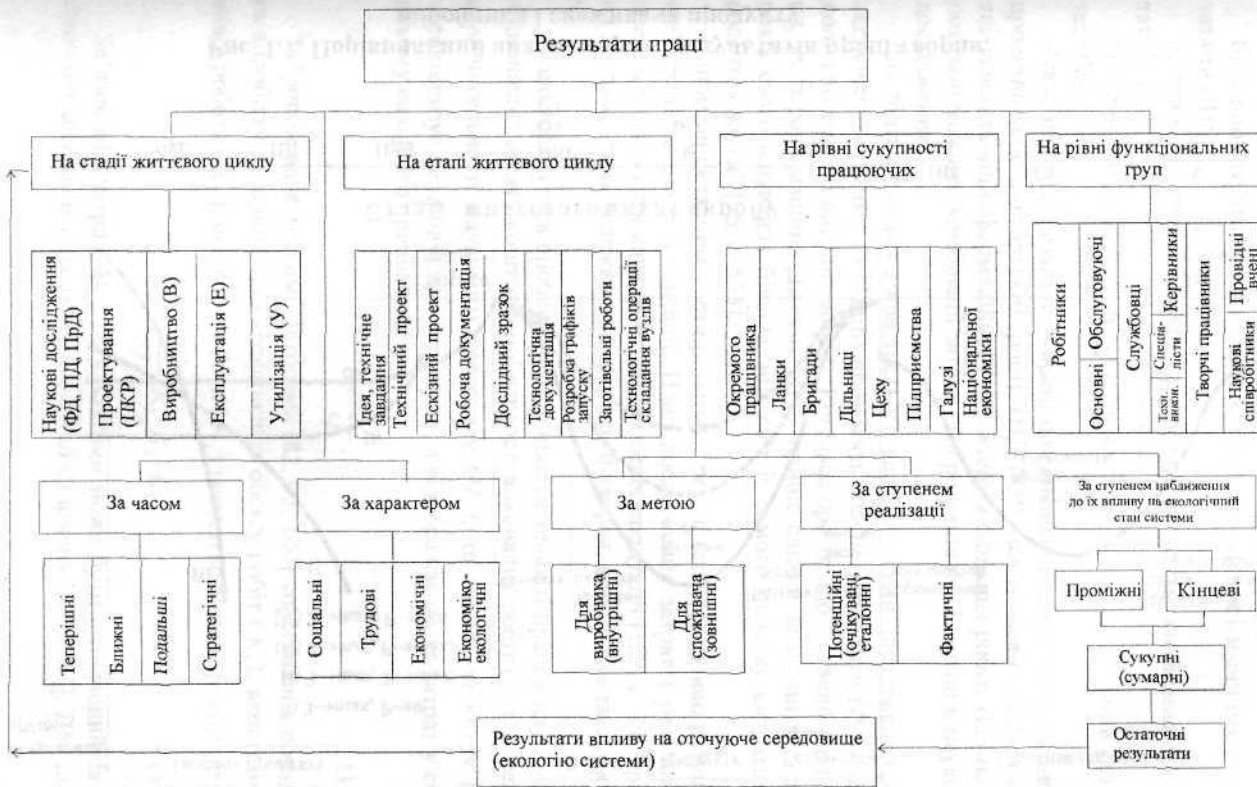 Результати праці
На стадії життєвого циклу
На етапі життєвого циклу
На рівні сукупності
працюючих
На рівні функціональних
груп
Наукові дослідження
(ФД, ПД, ПрД)
Проектування
(ПКР)
Виробництво (В)
Експлуатація (Е)
Утилізація (У)
Ідея, технічне
завдання
Технічний проект
Ескізний проект
Робоча документація
Дослідний зразок
Технологічна
документація
Розробка графіків
запуску
Заготівельні роботи
Технологічні операції
складання вузлів
Окремого
працівника
Ланки
Бригади
Дільниці
Цеху
Підприємства
Галузі
Національної
економіки
Робітники
Основні
Обслуговуючі
Службовці
Техн.
викон.
Спеціа-
лісти
Керівники
Творчі працівники
Наукові
співробітники
Провідні
вчені
За часом
За характером
За метою
За ступенем
реалізації
За ступенем наближення
до їх впливу на екологічний
стан системи
Теперішні
Ближні
Подальші
Стратегічні
Соціальні
Трудові
Економічні
Економіко-
екологічні
Для
виробника
(внутрішні)
Для
споживача
(зовнішні)
Потенційні
(очікувані,
еталонні)
Фактичні
Проміжні
Кінцеві
Сукупні
(сумарні)
Остаточні
результати
Результати впливу на оточуюче середовище
(екологію системи)